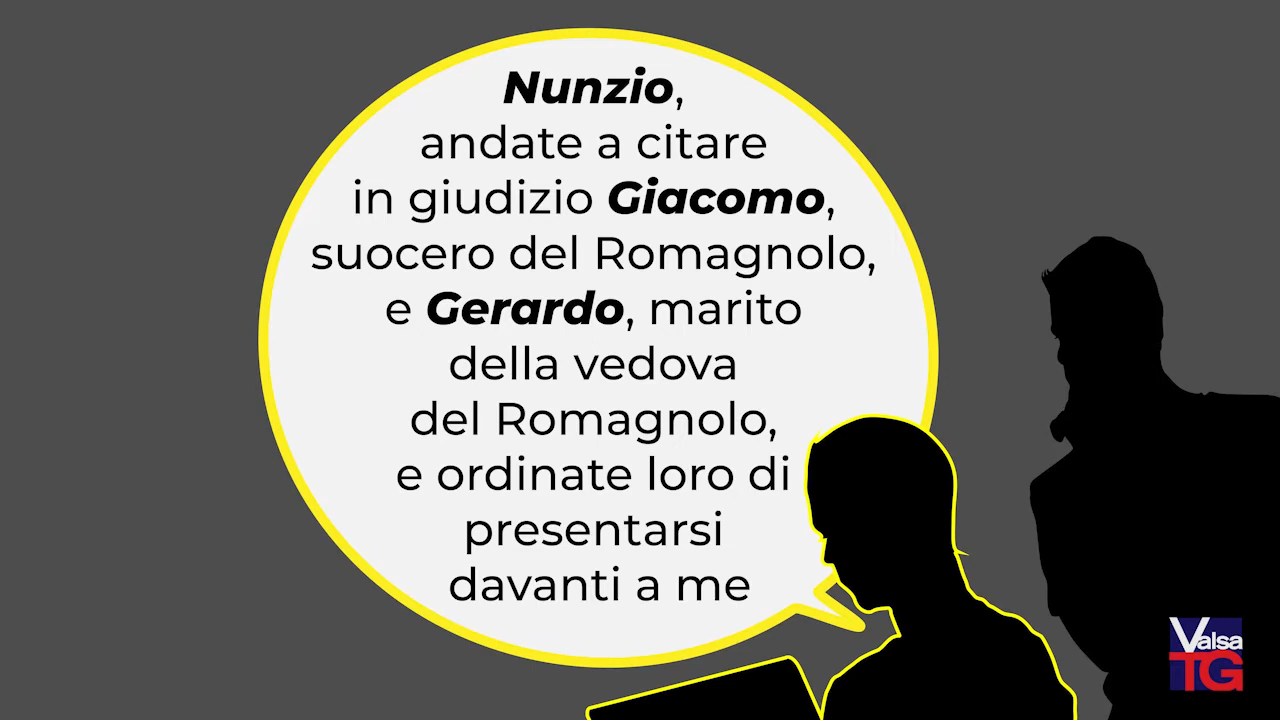 Nunzio,
andate a citare
in giudizio Giacomo,
suocero del Romagnolo,
e Gerardo, marito
della vedova
del Romagnolo,
e ordinate loro di
presentarsi
davanti a me
Valsa
TG